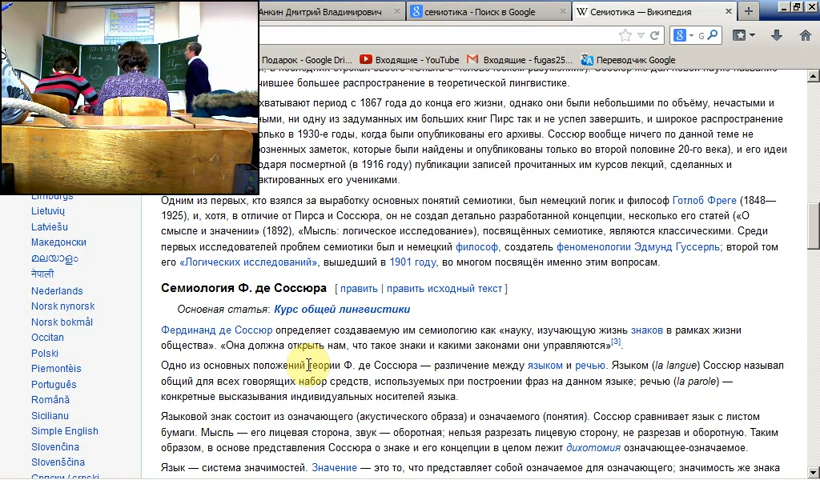 Анкин Дмитрий Владимирович
семиотика - Поиск в Google
Семиотика — Википедия
Подарок - Google Dri...
Входящие - YouTube
Входящие - fugas25...
Переводчик Google
чившее большее распространение в теоретической лингвистике.
хватывают период с 1867 года до конца его жизни, однако они были небольшими по объёму, нечастыми и
ными, ни одну из задуманных им больших книг Пирс так и не успел завершить, и широкое распространение
олько в 1930-е годы, когда были опубликованы его архивы. Соссюр вообще ничего по данной теме не
розненных заметок, которые были найдены и опубликованы только во второй половине 20-го века), и его идеи
одаря посмертной (в 1916 году) публикации записей прочитанных им курсов лекций, сделанных и
актированных его учениками.
Одним из первых, кто взялся за выработку основных понятий семиотики, был немецкий логик и философ Готлоб Фреге (1848—
1925), и, хотя, в отличие от Пирса и Соссюра, он не создал детально разработанной концепции, несколько его статей («О
смысле и значении» (1892), «Мысль: логическое исследование»), посвящённых семиотике, являются классическими. Среди
первых исследователей проблем семиотики был и немецкий философ, создатель феноменологии Эдмунд Гуссерль; второй том
его «Логических исследований», вышедший в 1901 году, во многом посвящён именно этим вопросам.
Семиология Ф. де Соссюра [ править | править исходный текст ]
Основная статья: Курс общей лингвистики
Фердинанд де Соссюр определяет создаваемую им семиологию как «науку, изучающую жизнь знаков в рамках жизни
общества». «Она должна открыть нам, что такое знаки и какими законами они управляются»[3].
Одно из основных положений теории Ф. де Соссюра — различение между языком и речью. Языком (la langue) Соссюр называл
общий для всех говорящих набор средств, используемых при построении фраз на данном языке; речью (la parole) —
конкретные высказывания индивидуальных носителей языка.
Языковой знак состоит из означающего (акустического образа) и означаемого (понятия). Соссюр сравнивает язык с листом
бумаги. Мысль — его лицевая сторона, звук — оборотная; нельзя разрезать лицевую сторону, не разрезав и оборотную. Таким
образом, в основе представления Соссюра о знаке и его концепции в целом лежит дихотомия означающее-означаемое.
Язык — система значимостей. Значение — это то, что представляет собой означаемое для означающего; значимость же знака
Limburgs
Lietuvių
Latviešu
Македонски
മലയാളം
नेपाली
Nederlands
Norsk nynorsk
Norsk bokmål
Occitan
Polski
Piemontèis
Português
Română
Sicilianu
Simple English
Slovenčina
Slovenščina
Српски / srpski